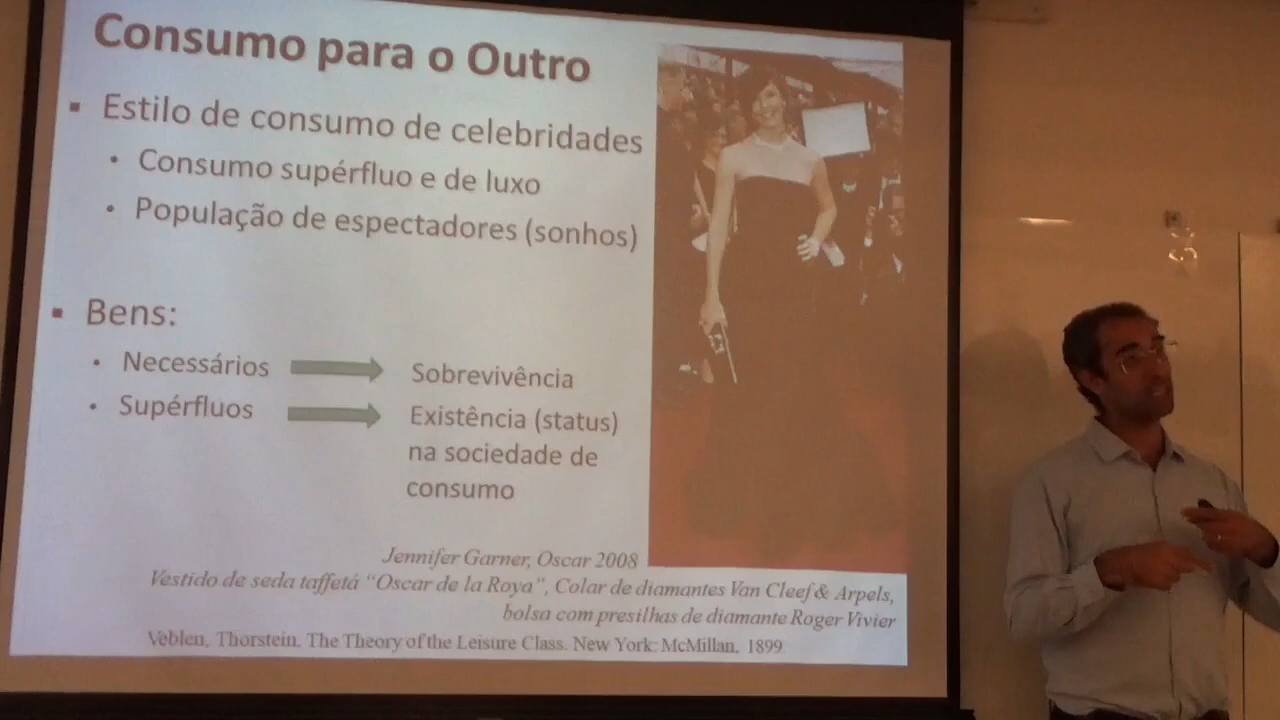 Consumo para o Outro
Estilo de consumo de celebridades
Consumo supérfluo e de luxo
População de espectadores (sonhos)
Bens:
Necessários
Sobrevivência
Supérfluos
Existência (status)
na sociedade de
consumo
Jennifer Garner, Oscar 2008
Vestido de seda taffetá “Oscar de la Roya”, Colar de diamantes Van Cleef & Arpels,
bolsa com presilhas de diamante Roger Vivier
Veblen, Thorstein. The Theory of the Leisure Class. New York: McMillan, 1899